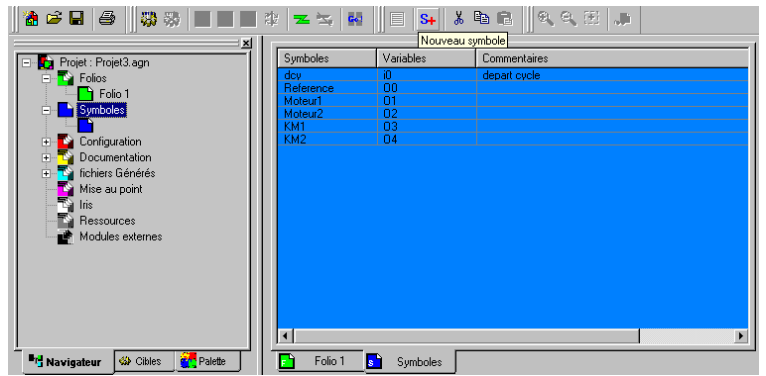 S+
Nouveau symbole
Projet : Projet3.agn
Folios
Folio 1
Symboles
Configuration
Documentation
fichiers Générés
Mise au point
Iris
Ressources
Modules externes
Navigateur Cibles Palette
Symboles Variables Commentaires
dcy i0 depart cycle
Reference O0
Moteur1 O1
Moteur2 O2
KM1 O3
KM2 O4
Folio 1 Symboles